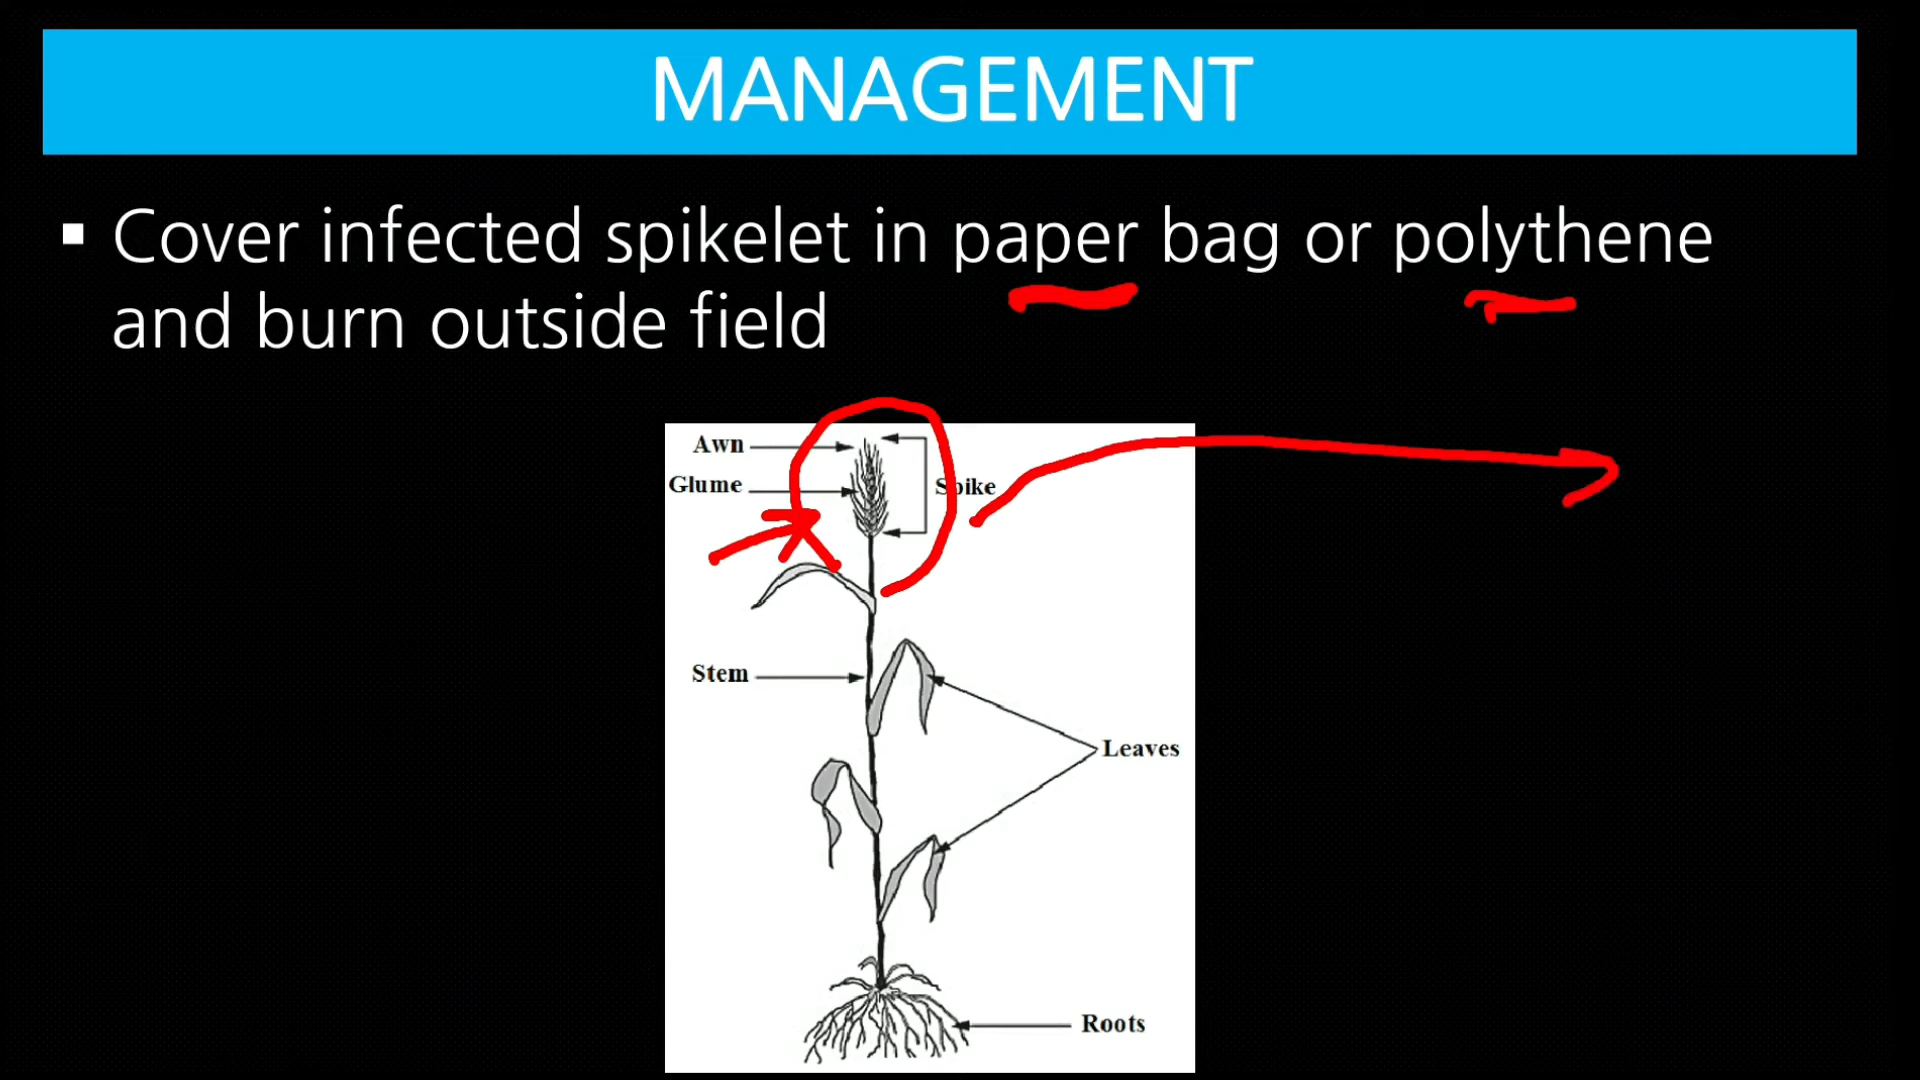 MANAGEMENT
▪ Cover infected spikelet in paper bag or polythene
and burn outside field
Awn
Glume
Spike
Stem
Leaves
Roots